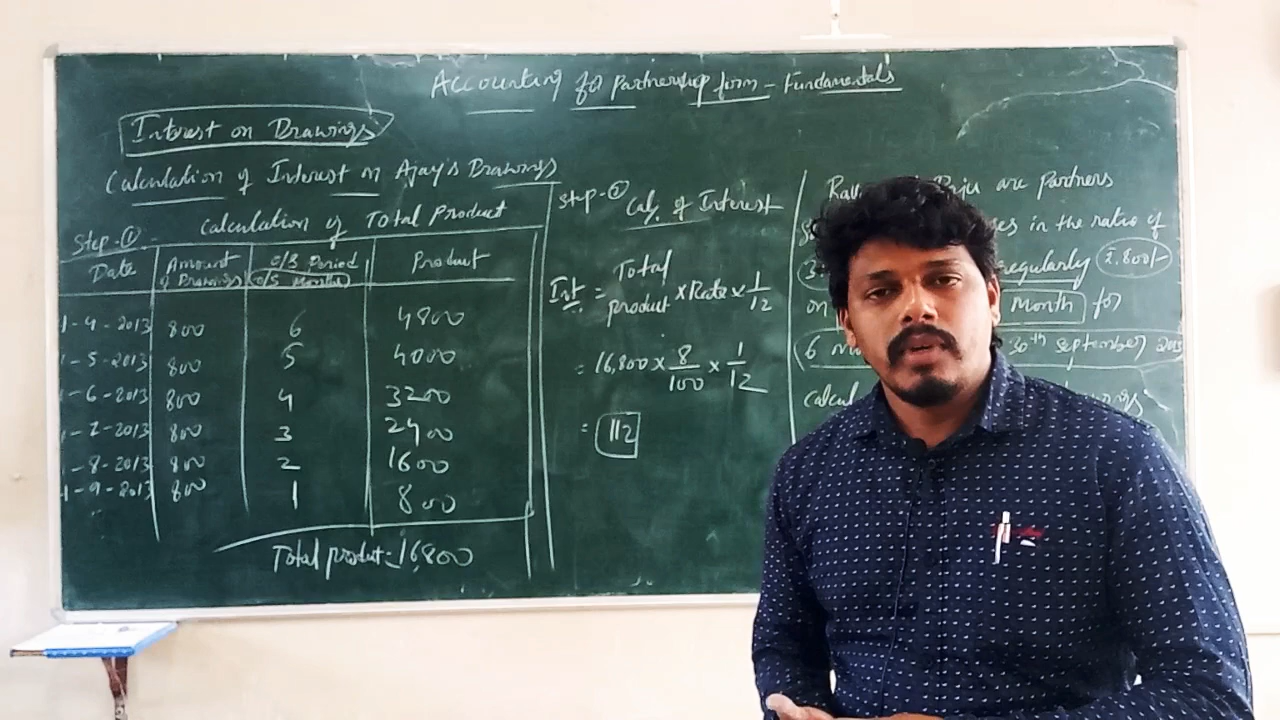 Accounting for Partnership form - Fundamentals
Interest on Drawings
Calculation of Interest on Ajay's Drawings
Step-① Calculation of Total Product
Date Amount of Drawings O/S Period O/S Months Product
1-4-2013 800 6 4800
1-5-2013 800 5 4000
1-6-2013 800 4 3200
1-7-2013 800 3 2400
1-8-2013 800 2 1600
1-9-2013 800 1 800
Total product = 16,800
Step-② Cal. of Interest
Int = Total product × Rate × 1/12
= 16,800 × 8/100 × 1/12
= 112
Raju are Partners
in the ratio of
3: regularly ₹.800/-
on Month for
6 30th September 2013